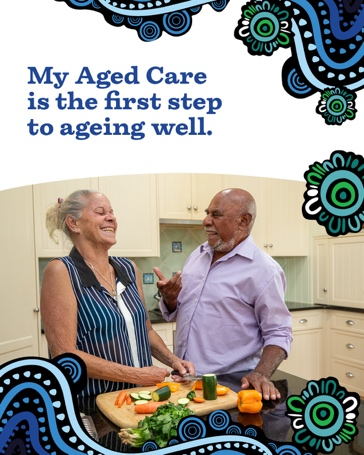 My Aged Care
is the first step
to ageing well.